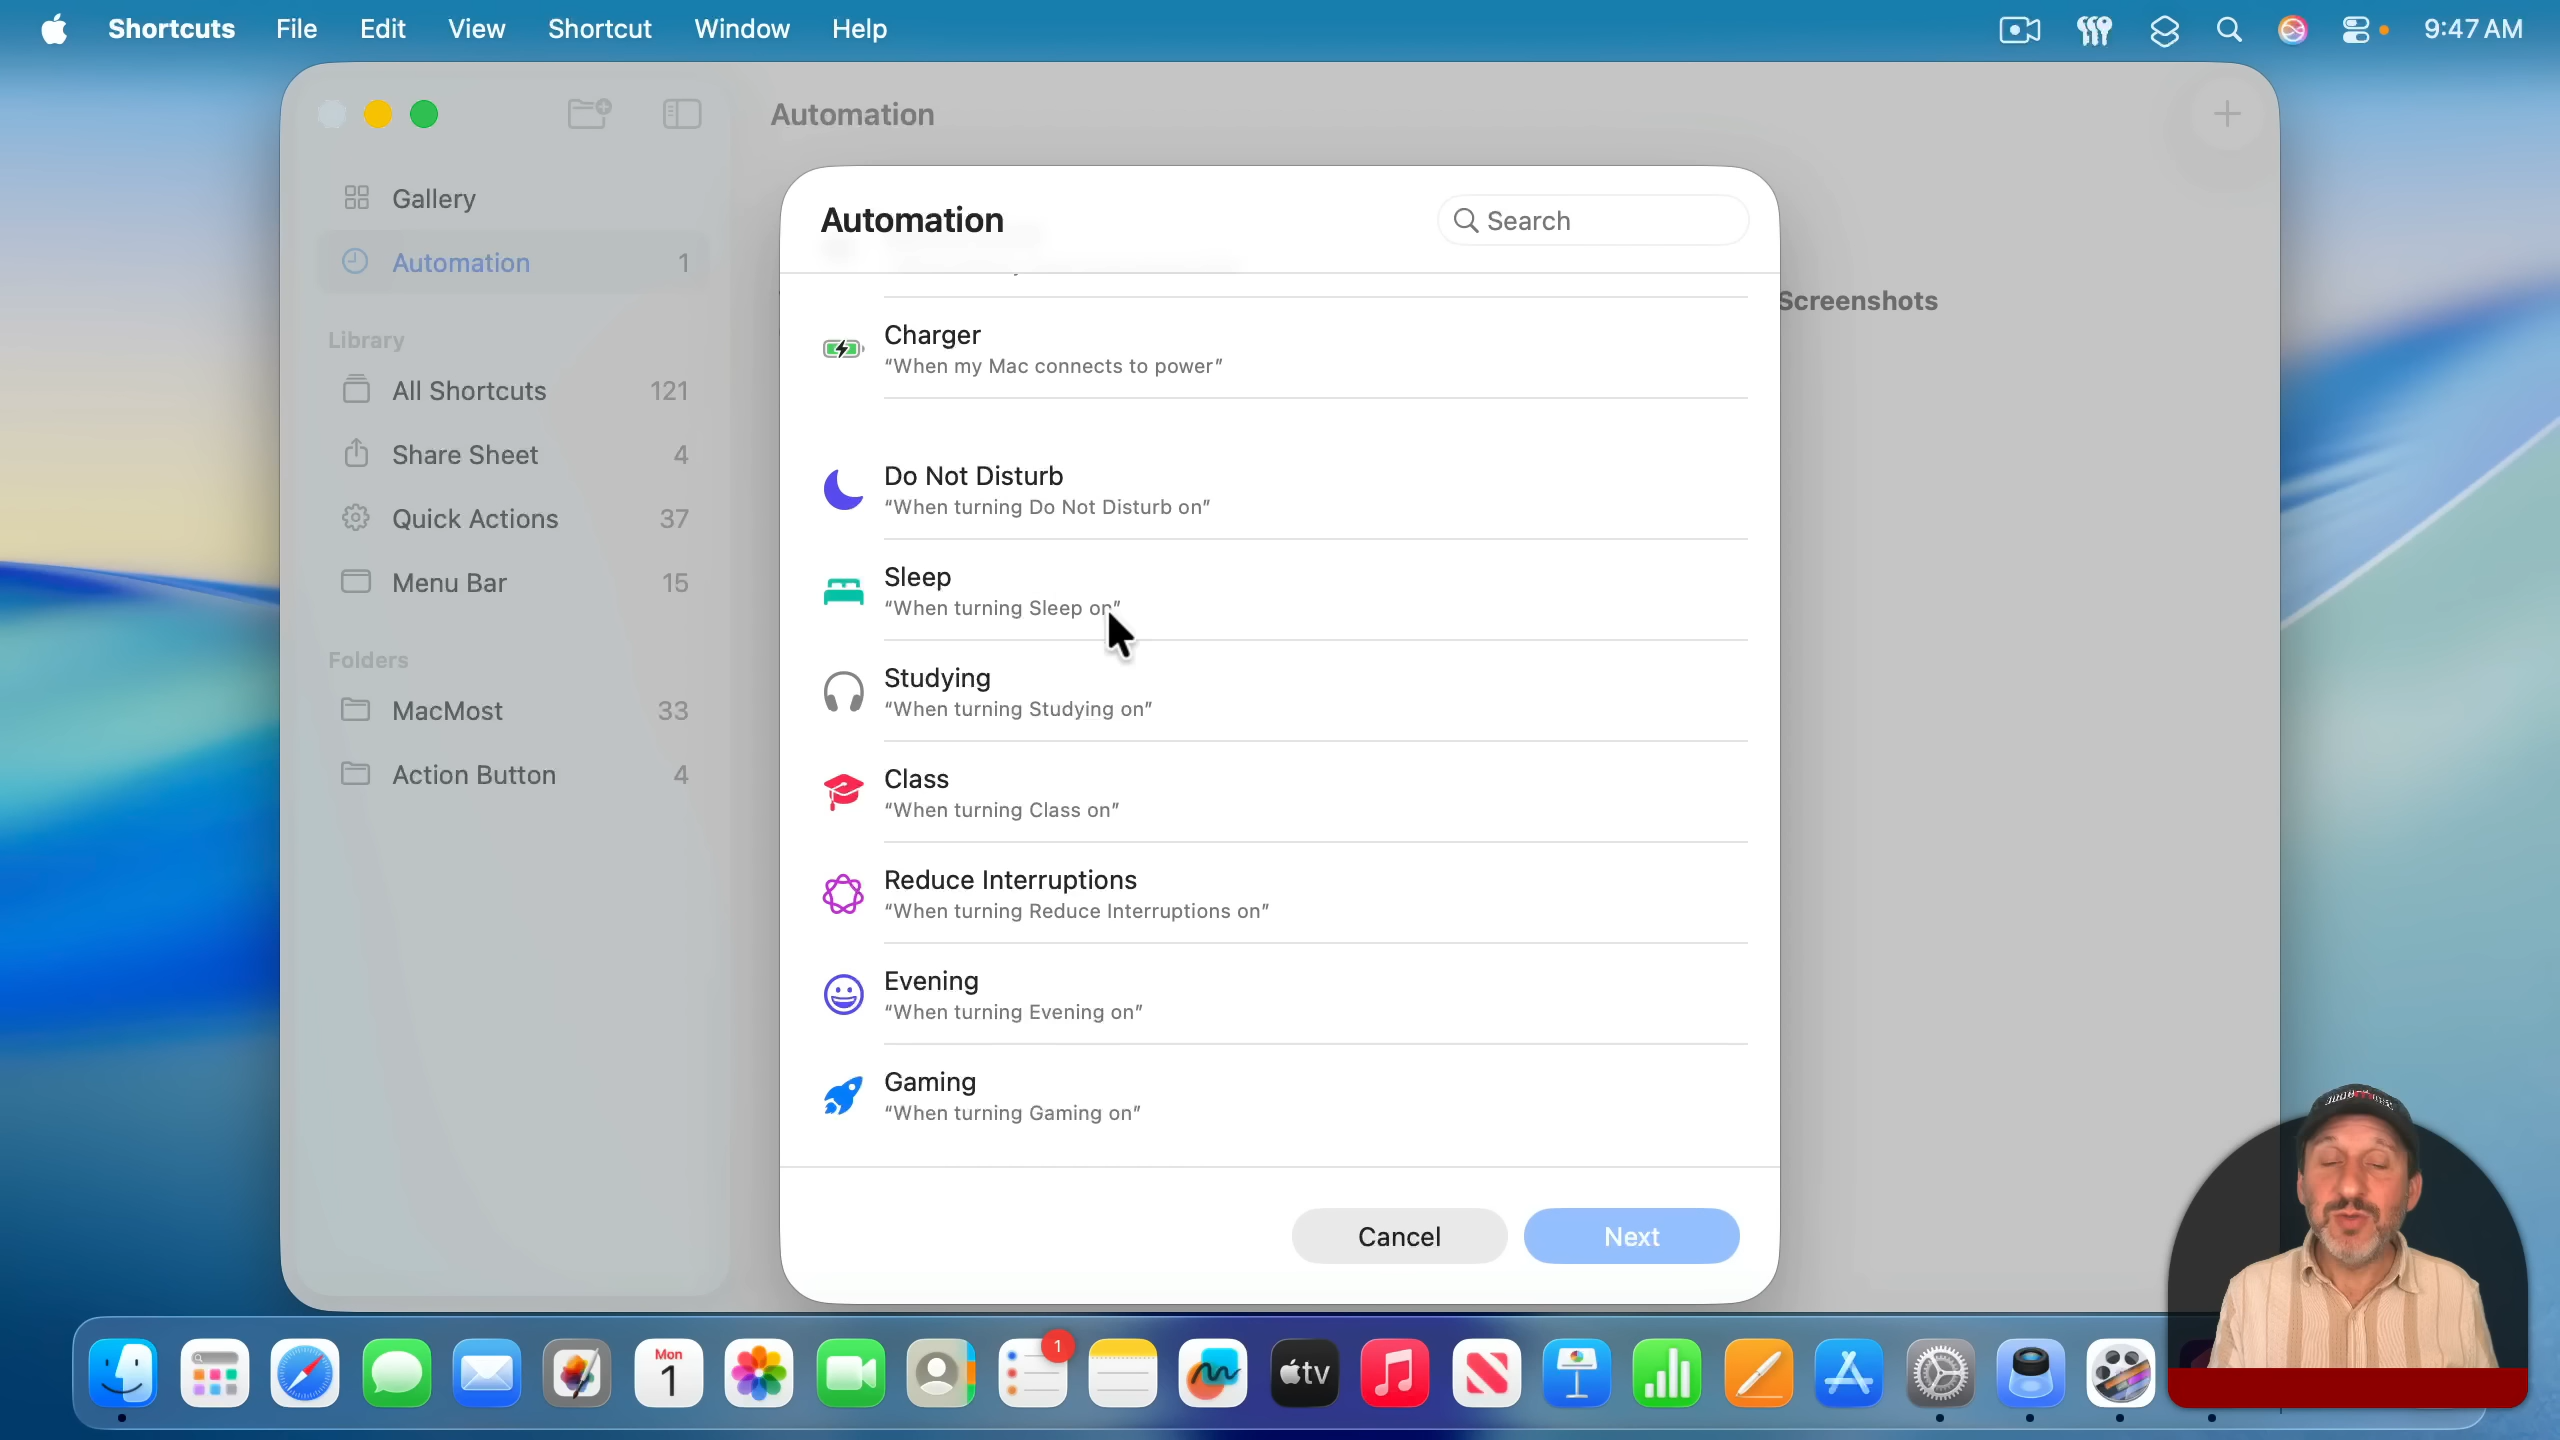 Shortcuts File Edit View Shortcut Window Help 9:47 AM
Automation
Gallery
Automation 1
Library
All Shortcuts 121
Share Sheet 4
Quick Actions 37
Menu Bar 15
Folders
MacMost 33
Action Button 4
Screenshots
Automation
Search
Charger
“When my Mac connects to power”
Do Not Disturb
“When turning Do Not Disturb on”
Sleep
“When turning Sleep on”
Studying
“When turning Studying on”
Class
“When turning Class on”
Reduce Interruptions
“When turning Reduce Interruptions on”
Evening
“When turning Evening on”
Gaming
“When turning Gaming on”
Cancel Next
Mon
1
1
tv